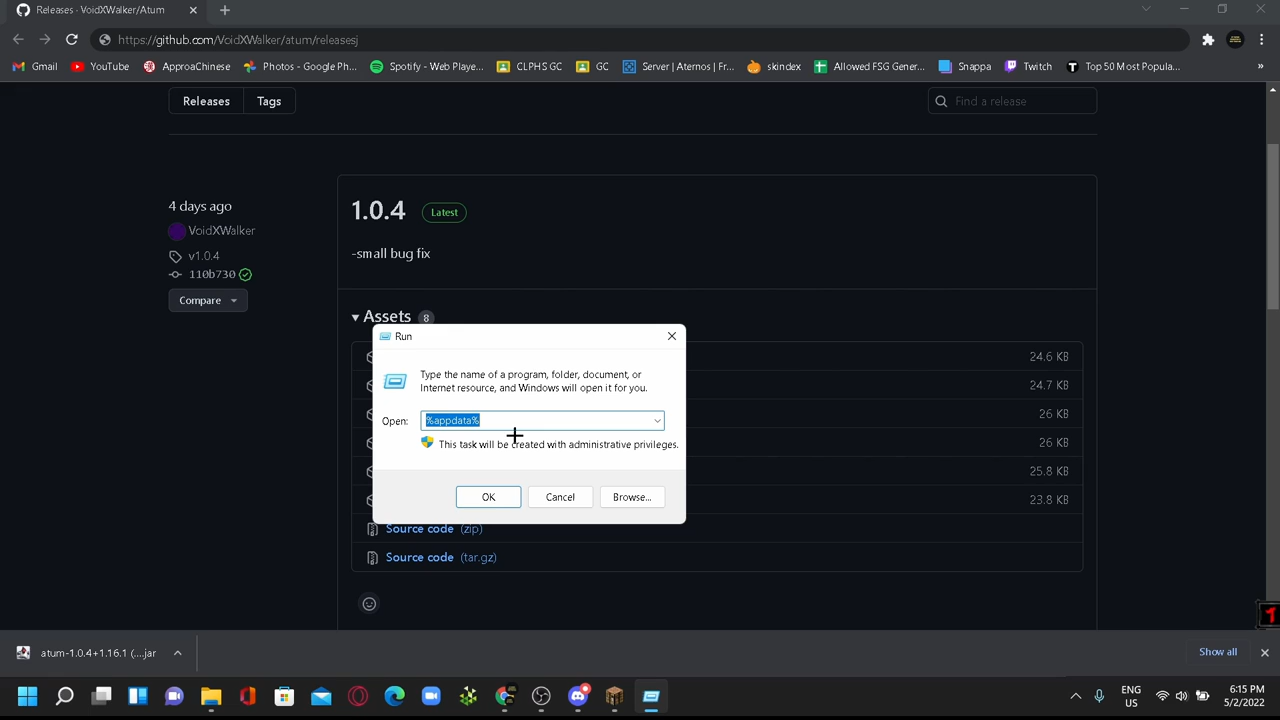 Releases · VoidXWalker/Atum
https://github.com/VoidXWalker/atum/releasesj
Gmail YouTube ApproaChinese Photos - Google Ph... Spotify - Web Playe... CLPHS GC GC Server | Aternos | Fr... skindex Allowed FSG Gener... Snappa Twitch Top 50 Most Popula... »
Releases Tags Find a release
4 days ago
VoidXWalker
v1.0.4
110b730
Compare
1.0.4 Latest
-small bug fix
Assets 8
24.6 KB
24.7 KB
26 KB
26 KB
25.8 KB
23.8 KB
Source code (zip)
Source code (tar.gz)
Run
Type the name of a program, folder, document, or
Internet resource, and Windows will open it for you.
Open: %appdata%
This task will be created with administrative privileges.
OK Cancel Browse...
1
atum-1.0.4+1.16.1 (....jar
Show all
ENG
US
6:15 PM
5/2/2022